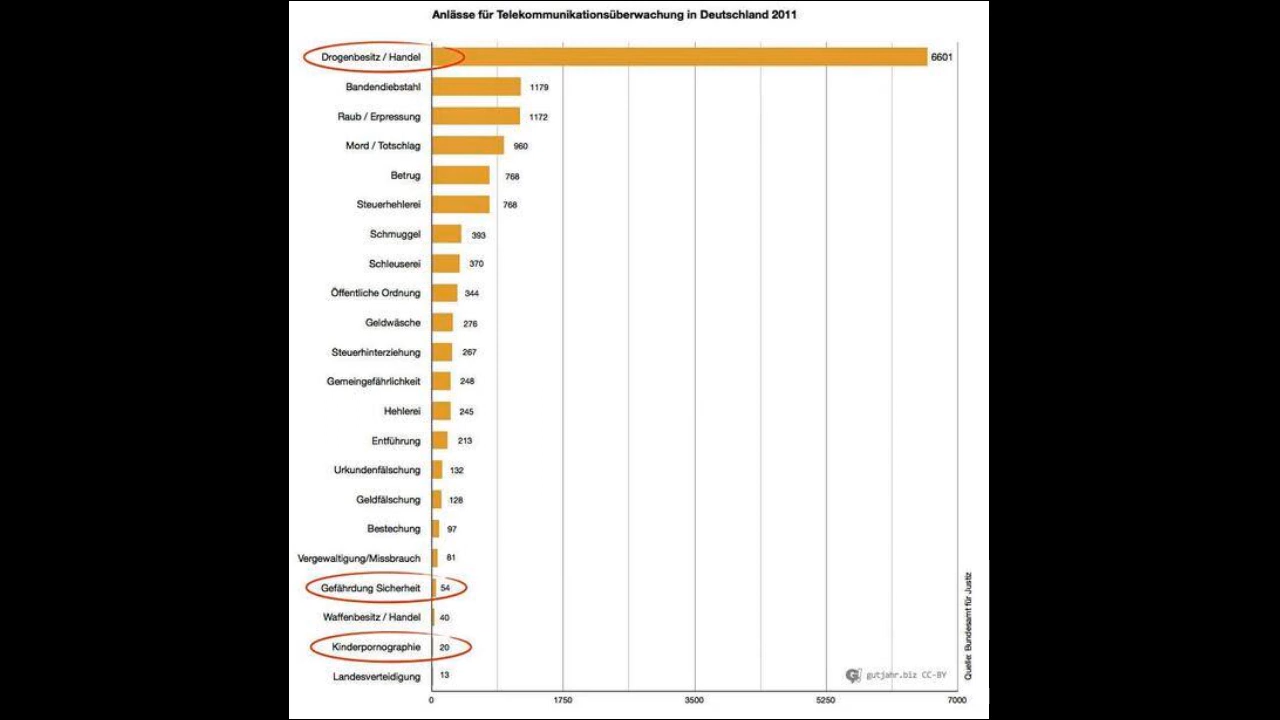 Anlässe für Telekommunikationsüberwachung in Deutschland 2011
Drogenbesitz / Handel 6601
Bandendiebstahl 1179
Raub / Erpressung 1172
Mord / Totschlag 960
Betrug 768
Steuerhehlerei 768
Schmuggel 393
Schleuserei 370
Öffentliche Ordnung 344
Geldwäsche 276
Steuerhinterziehung 267
Gemeingefährlichkeit 248
Hehlerei 245
Entführung 213
Urkundenfälschung 132
Geldfälschung 128
Bestechung 97
Vergewaltigung/Missbrauch 81
Gefährdung Sicherheit 54
Waffenbesitz / Handel 40
Kinderpornographie 20
Landesverteidigung 13
0 1750 3500 5250 7000
gutjahr.biz CC-BY
Quelle: Bundesamt für Justiz